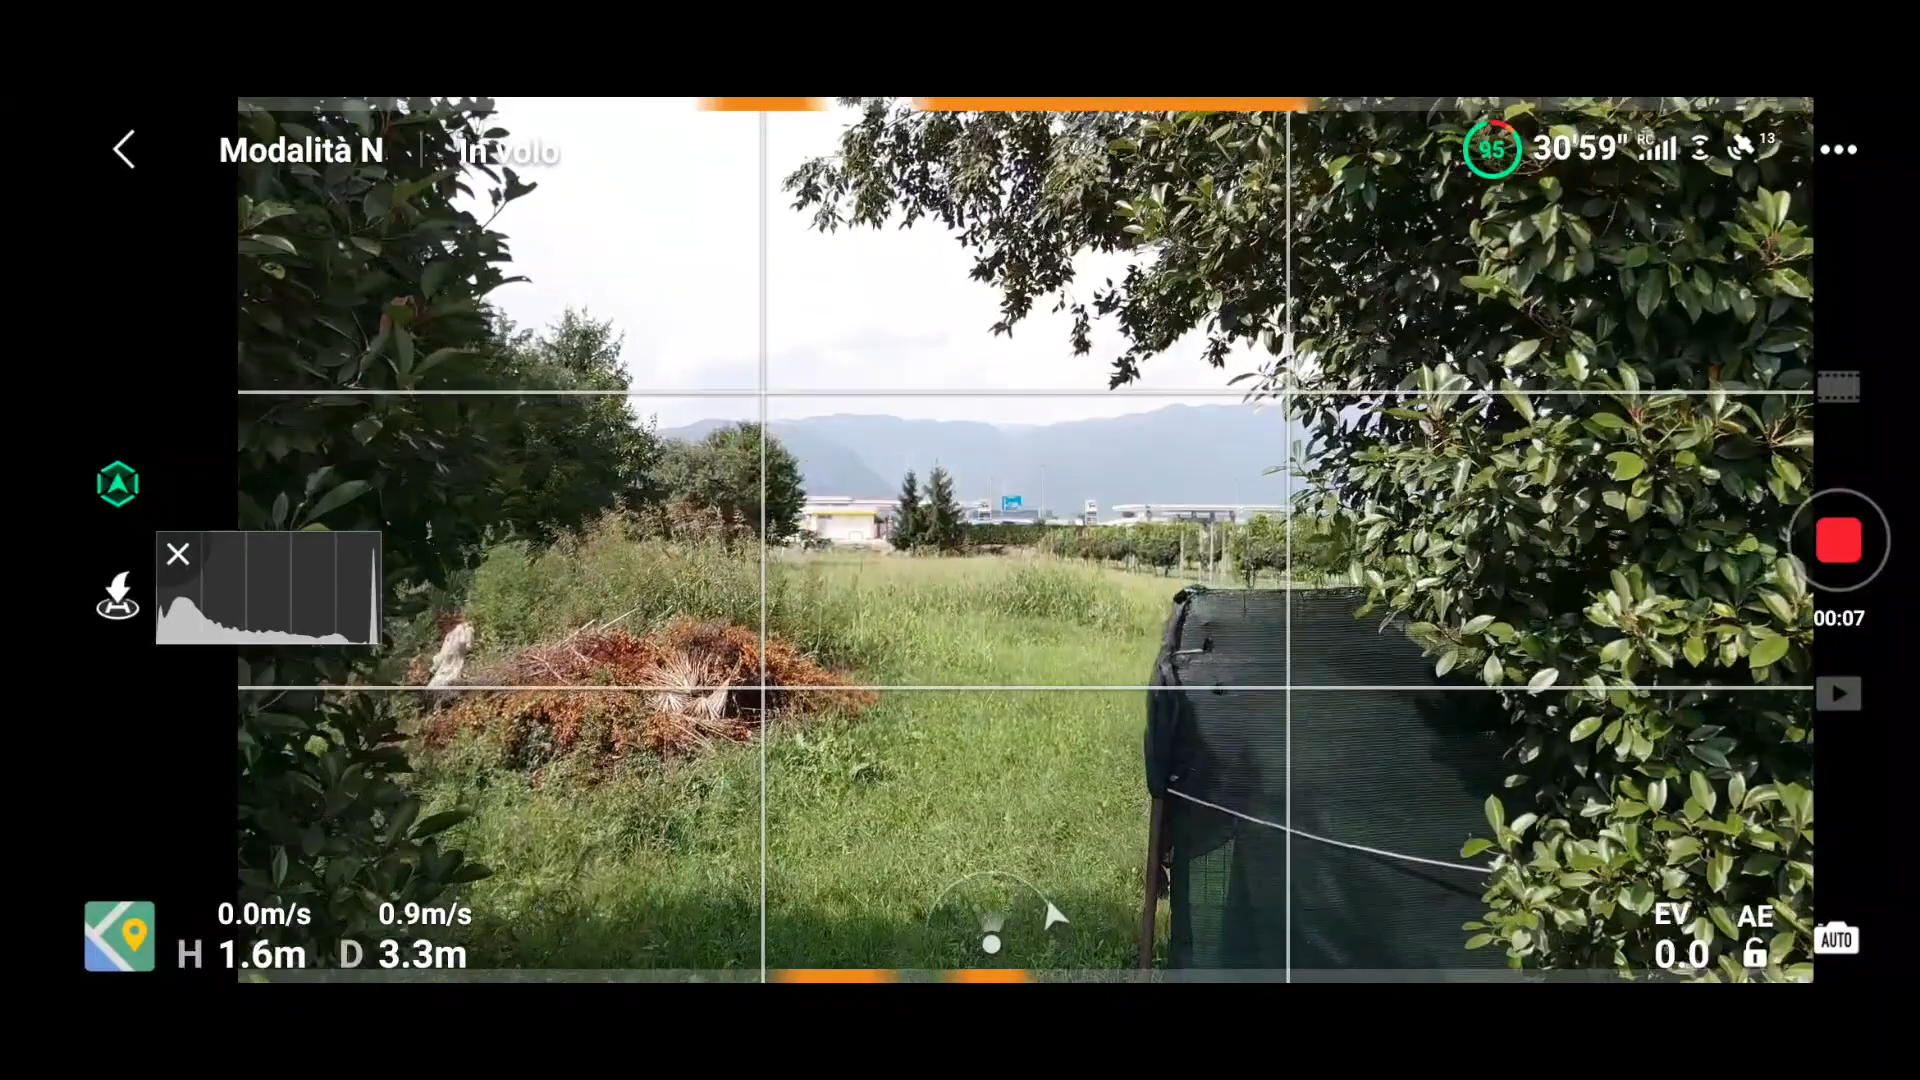 Modalità N
In volo
95
30'59"
RC
13
00:07
0.0m/s
0.9m/s
H 1.6m
D 3.3m
EV
0.0
AE
AUTO